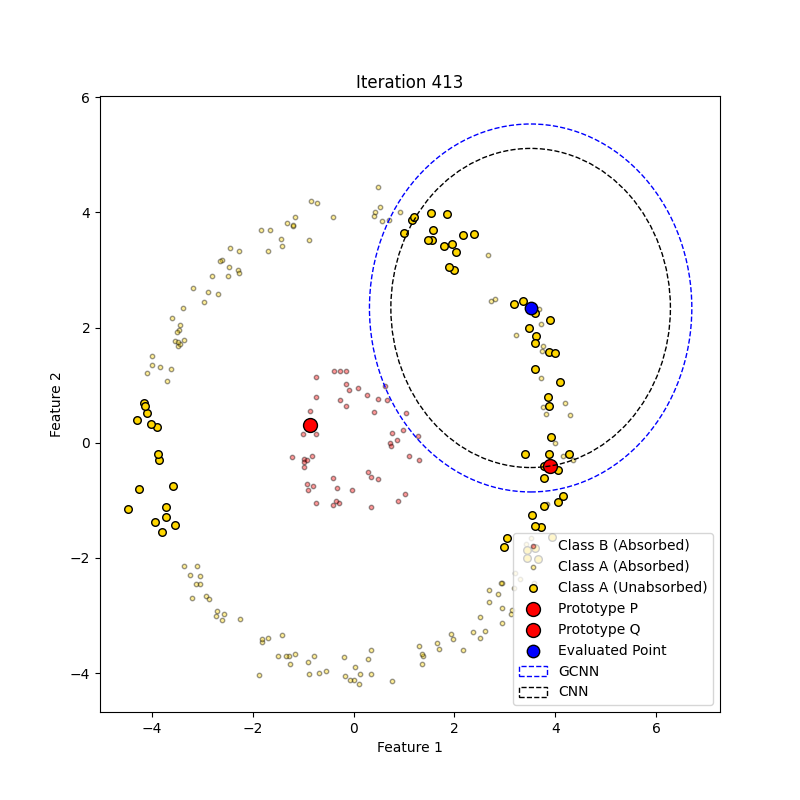 Iteration 413
6
4
2
0
−2
−4
Feature 2
−4
−2
0
2
4
6
Feature 1
Class B (Absorbed)
Class A (Absorbed)
Class A (Unabsorbed)
Prototype P
Prototype Q
Evaluated Point
GCNN
CNN